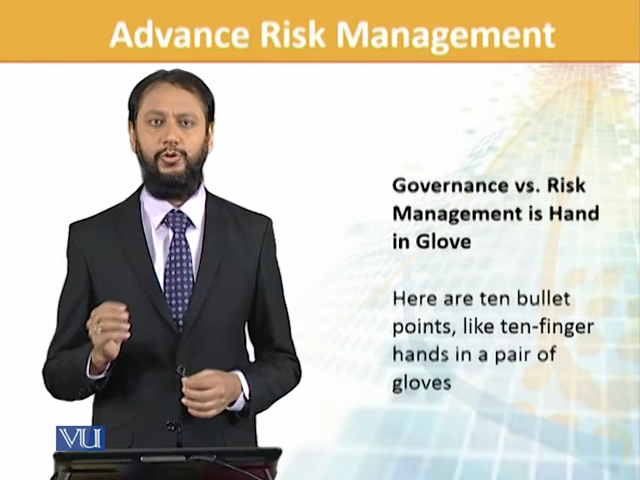 Advance Risk Management
Governance vs. Risk
Management is Hand
in Glove
Here are ten bullet
points, like ten-finger
hands in a pair of
gloves
VU